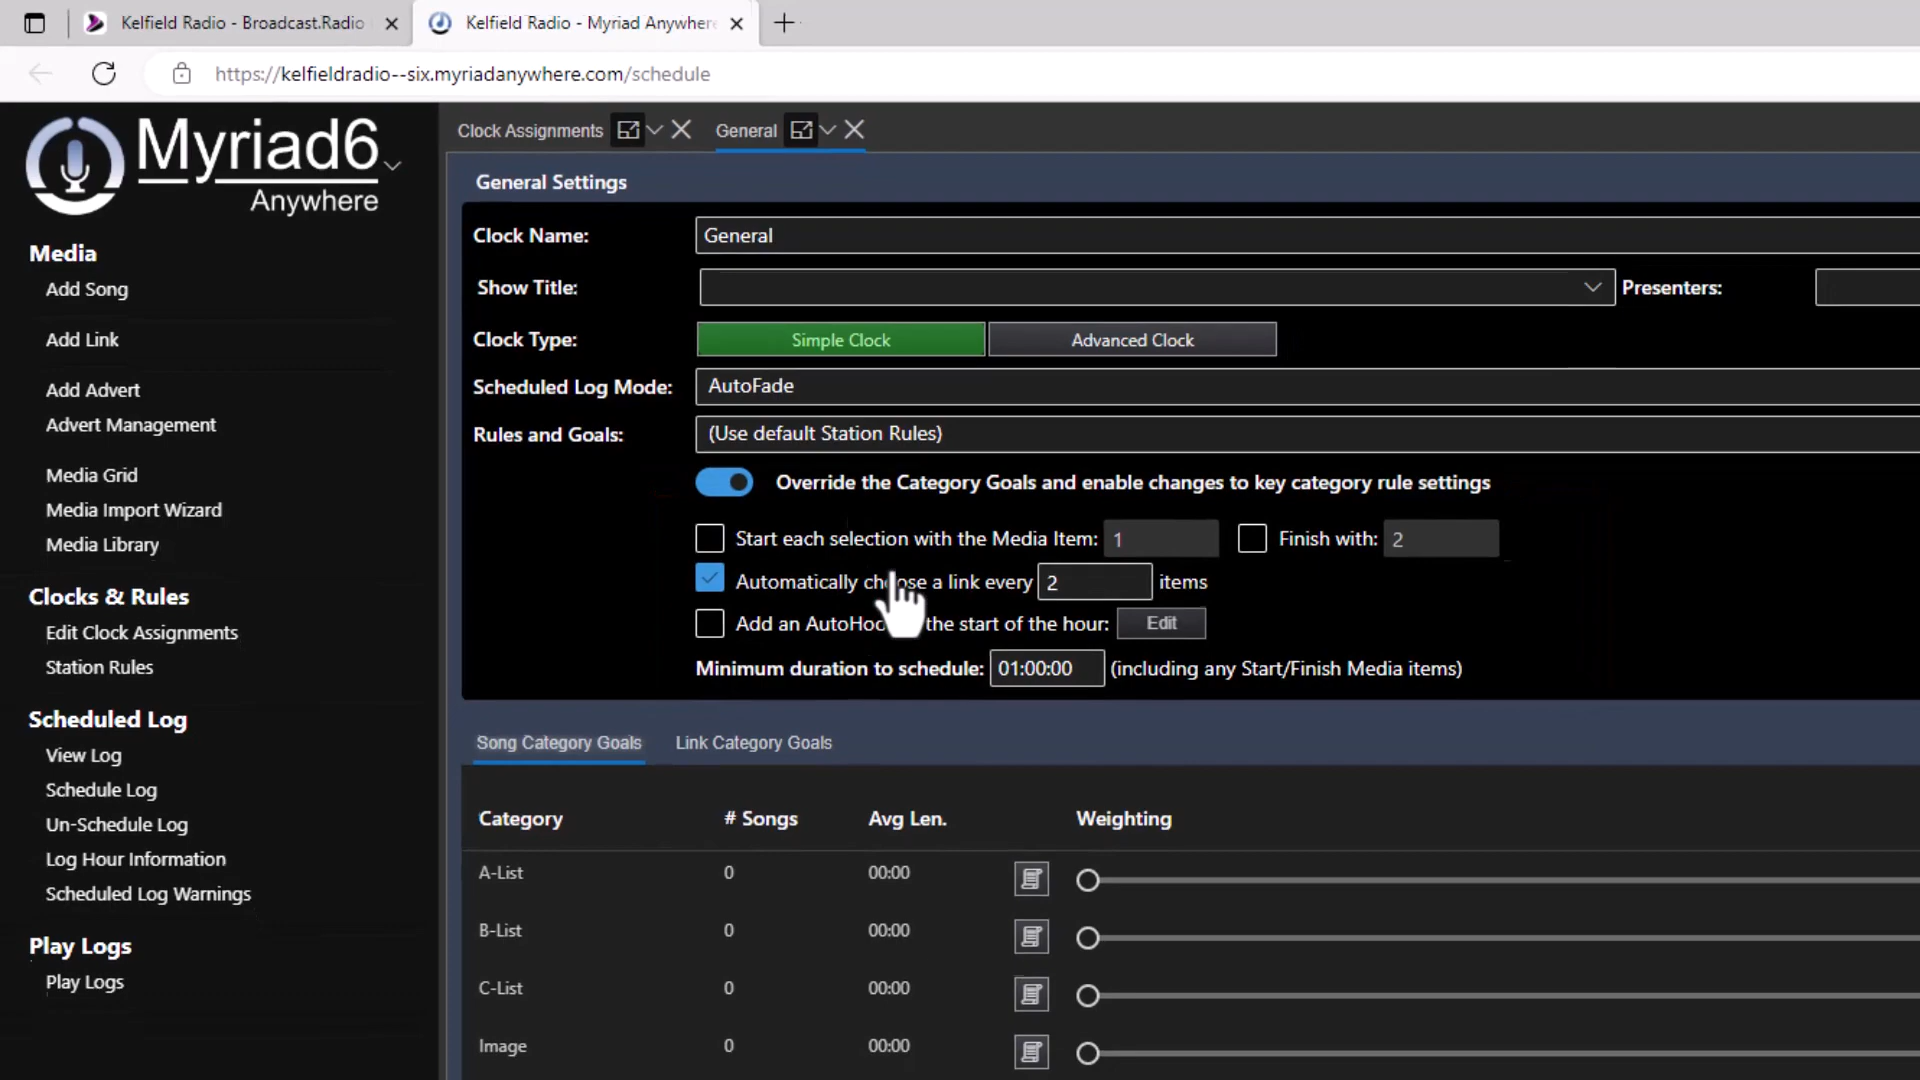 Kelfield Radio - Broadcast.Radio
Kelfield Radio - Myriad Anywhere
https://kelfieldradio--six.myriadanywhere.com/schedule
Myriad6
Anywhere
Media
Add Song
Add Link
Add Advert
Advert Management
Media Grid
Media Import Wizard
Media Library
Clocks & Rules
Edit Clock Assignments
Station Rules
Scheduled Log
View Log
Schedule Log
Un-Schedule Log
Log Hour Information
Scheduled Log Warnings
Play Logs
Play Logs
Clock Assignments General
General Settings
Clock Name: General
Show Title: Presenters:
Clock Type: Simple Clock Advanced Clock
Scheduled Log Mode: AutoFade
Rules and Goals: (Use default Station Rules)
Override the Category Goals and enable changes to key category rule settings
Start each selection with the Media Item: 1 Finish with: 2
Automatically choose a link every 2 items
Add an the start of the hour: Edit
Minimum duration to schedule: 01:00:00 (including any Start/Finish Media items)
Song Category Goals Link Category Goals
Category # Songs Avg Len. Weighting
A-List 0 00:00
B-List 0 00:00
C-List 0 00:00
Image 0 00:00